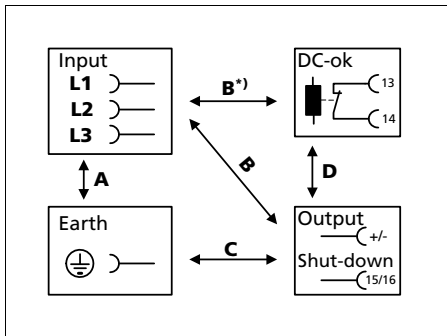 Input
L1
L2
L3
B*)
DC-ok
13
14
A
B
D
Earth
C
Output
+/-
Shut-down
15/16